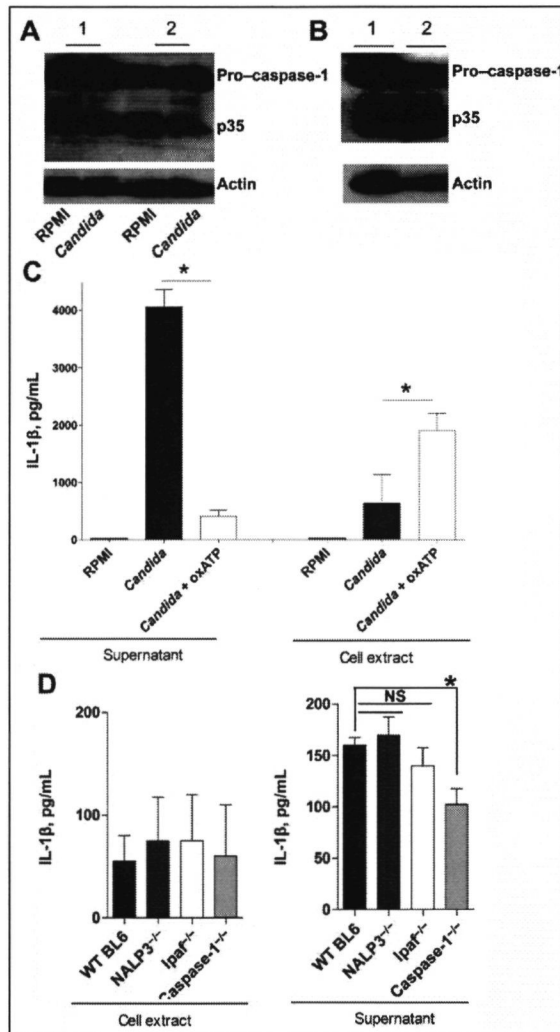 A 1 2
Pro–caspase-1
p35
Actin
RPMI Candida RPMI Candida
B 1 2
Pro–caspase-1
p35
Actin
C
*
*
IL-1β, pg/mL
4000
3000
2000
1000
0
RPMI Candida Candida + oxATP RPMI Candida Candida + oxATP
Supernatant Cell extract
D
IL-1β, pg/mL
200
100
0
WT BL6 NALP3-/- Ipaf-/- Caspase-1-/-
Cell extract
*
NS
IL-1β, pg/mL
200
150
100
50
0
WT BL6 NALP3-/- Ipaf-/- Caspase-1-/-
Supernatant